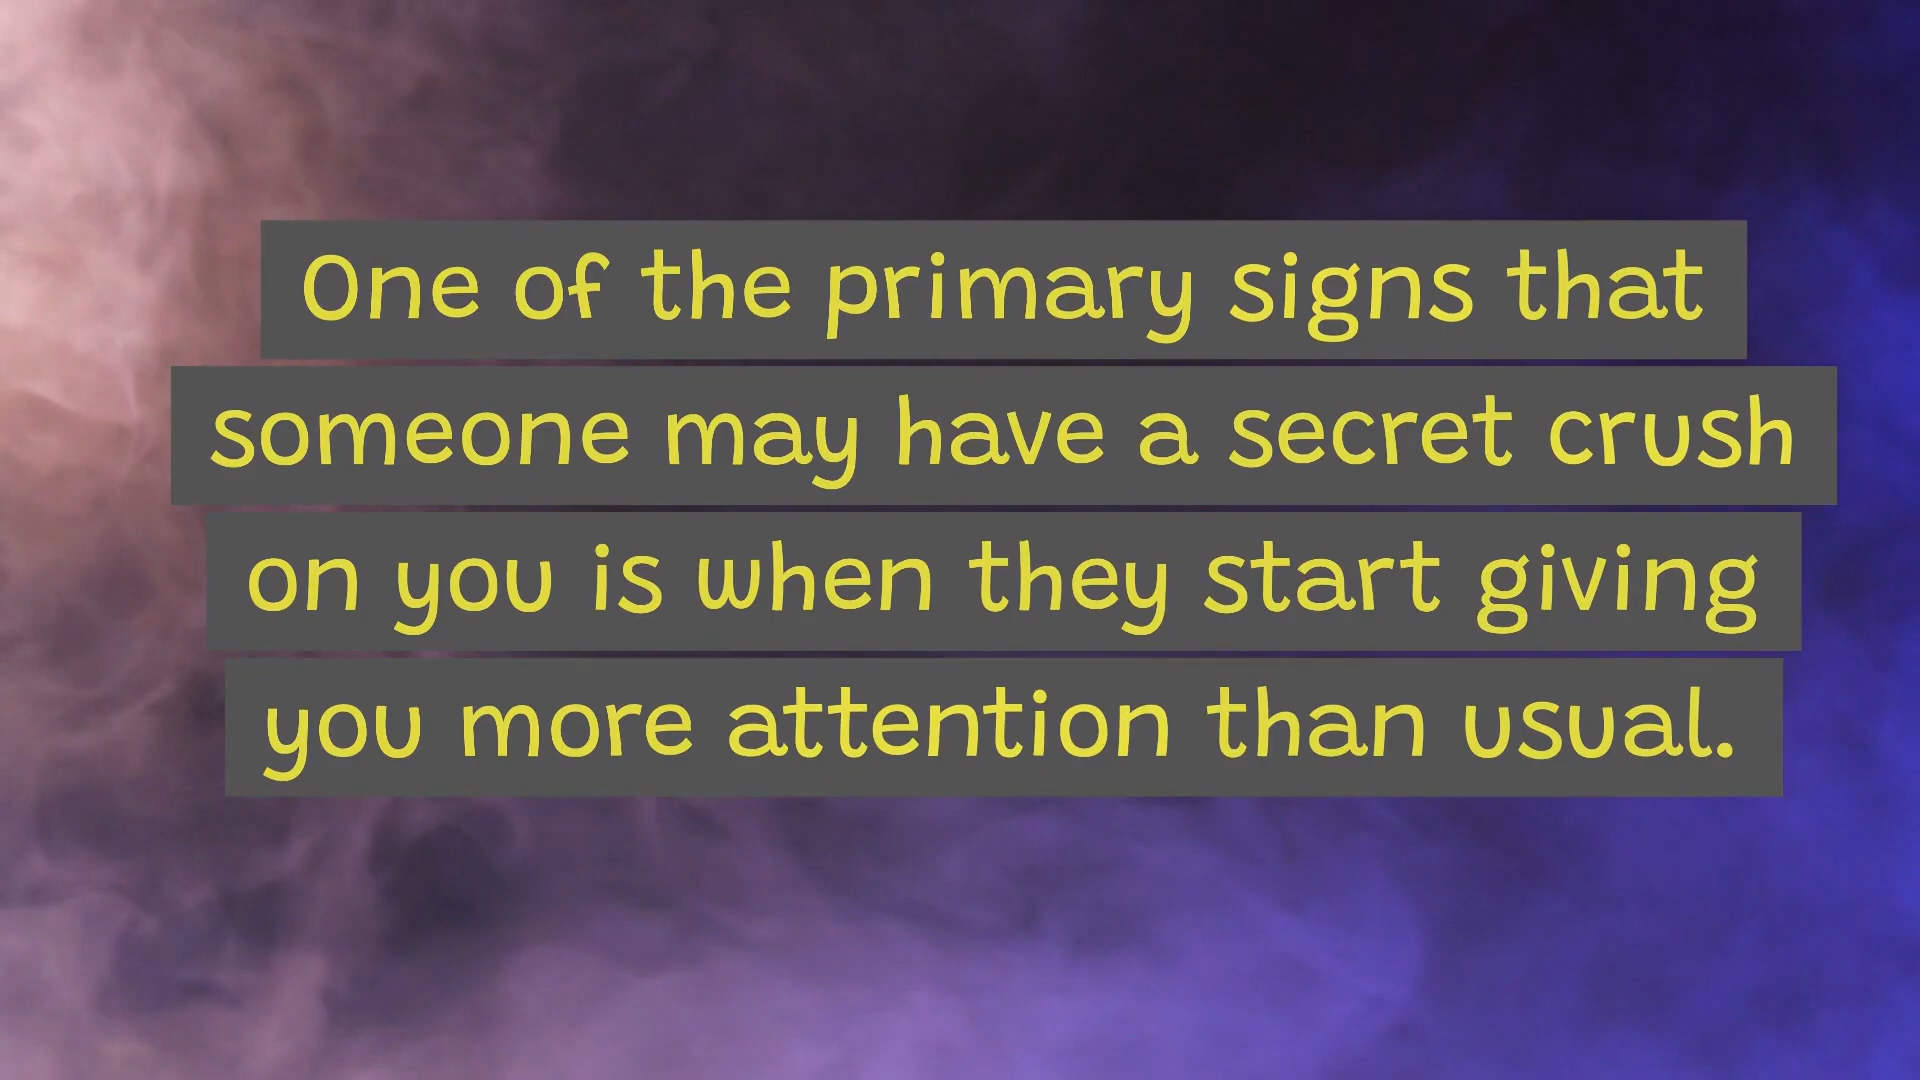 One of the primary signs that
someone may have a secret crush
on you is when they start giving
you more attention than usual.